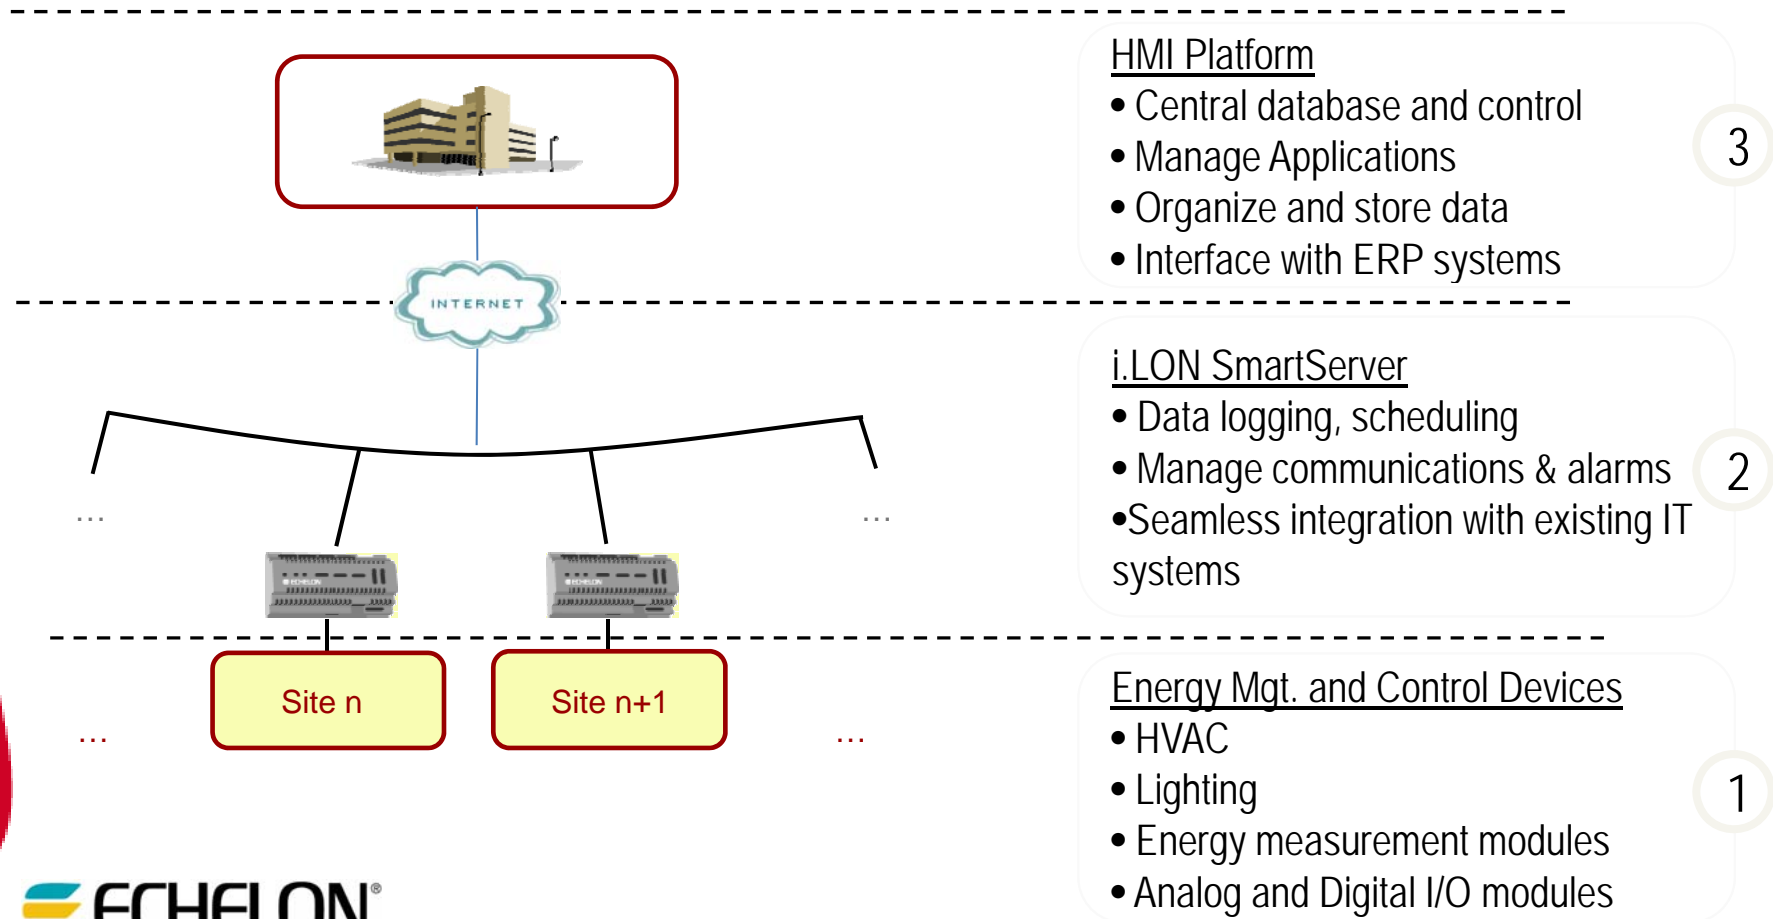 HMI Platform
• Central database and control
• Manage Applications
• Organize and store data
• Interface with ERP systems
3
INTERNET
i.LON SmartServer
• Data logging, scheduling
• Manage communications & alarms
•Seamless integration with existing IT
systems
2
...
...
ECHELON
ECHELON
Site n
Site n+1
...
...
Energy Mgt. and Control Devices
• HVAC
• Lighting
• Energy measurement modules
• Analog and Digital I/O modules
1
ECHELON®